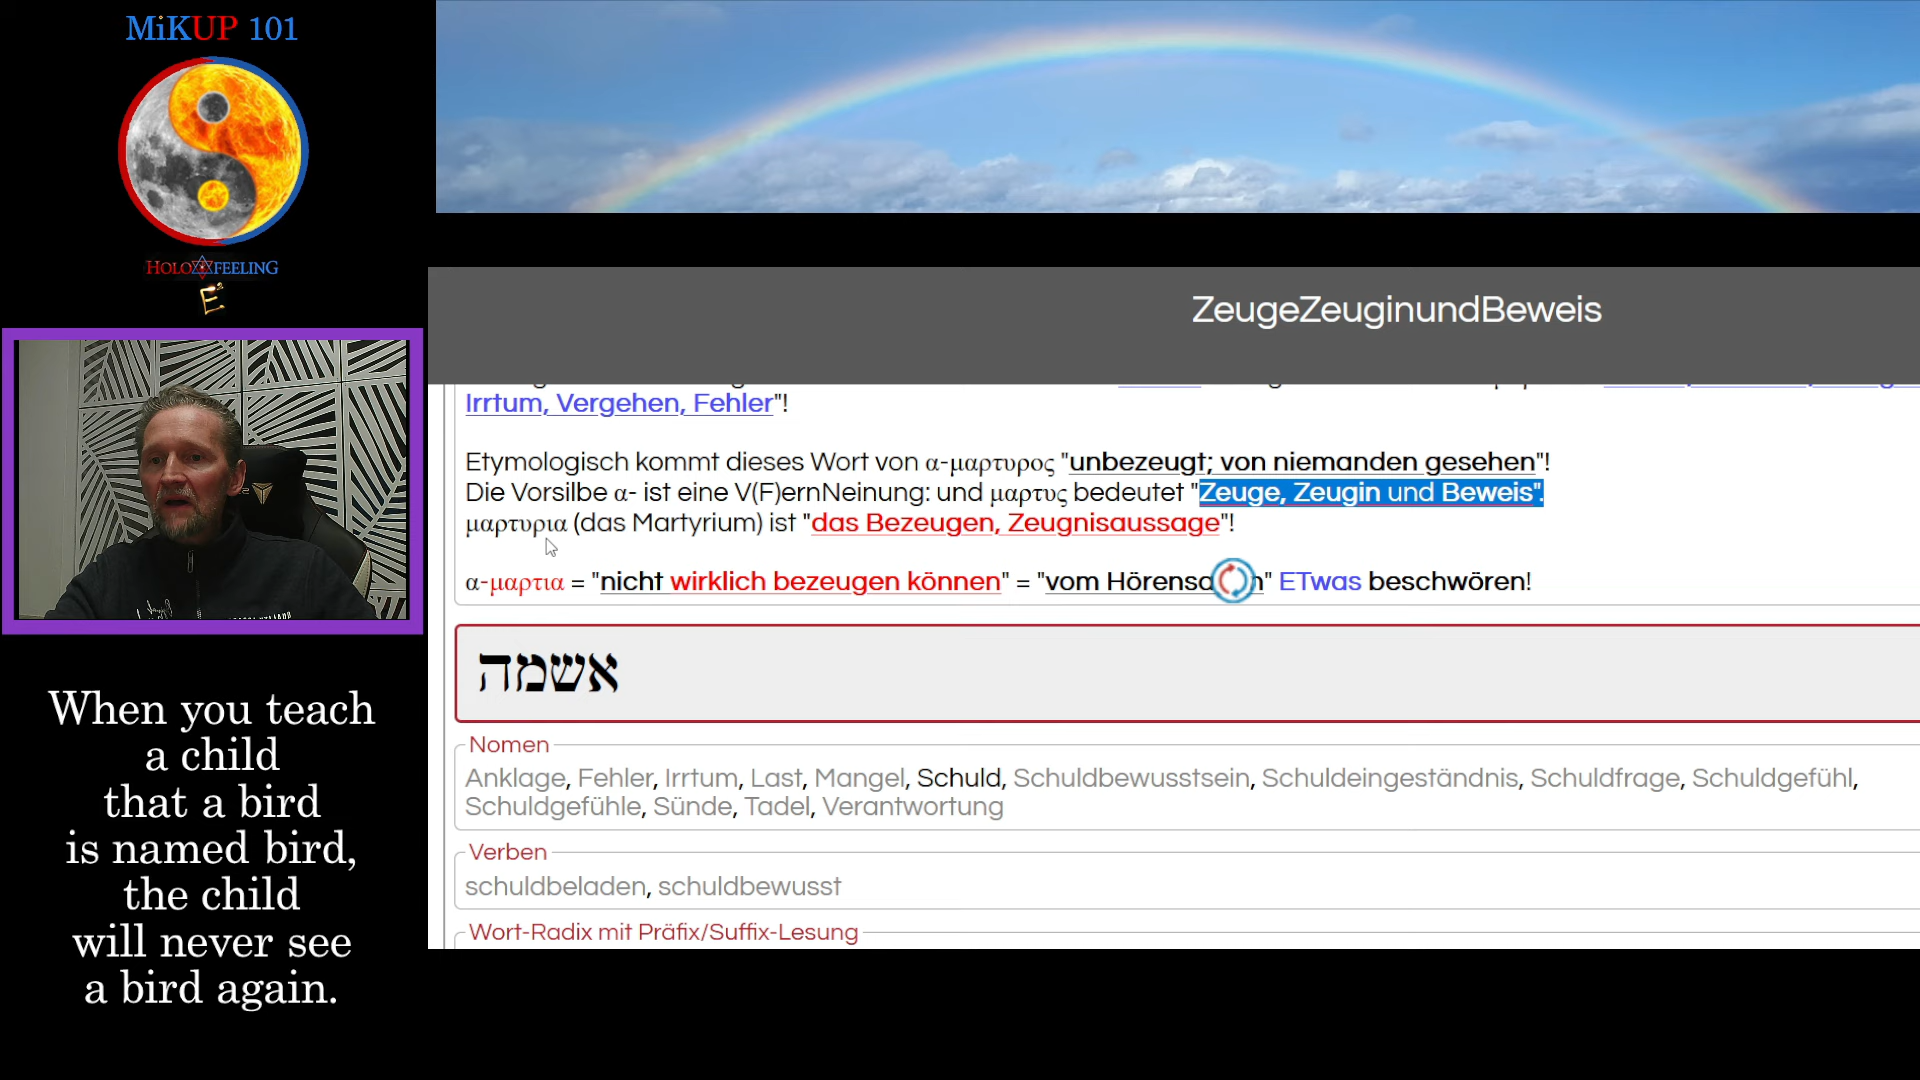 MiKUP 101
HOLO FEELING
E²
When you teach
a child
that a bird
is named bird,
the child
will never see
a bird again.
ZeugeZeuginundBeweis
Irrtum, Vergehen, Fehler"!
Etymologisch kommt dieses Wort von α-μαρτυρος "unbezeugt; von niemanden gesehen"!
Die Vorsilbe α- ist eine V(F)ernNeinung: und μαρτυς bedeutet "Zeuge, Zeugin und Beweis".
μαρτυρια (das Martyrium) ist "das Bezeugen, Zeugnisaussage"!
α-μαρτια = "nicht wirklich bezeugen können" = "vom " ETwas beschwören!
אשמה
Nomen
Anklage, Fehler, Irrtum, Last, Mangel, Schuld, Schuldbewusstsein, Schuldeingeständnis, Schuldfrage, Schuldgefühl,
Schuldgefühle, Sünde, Tadel, Verantwortung
Verben
schuldbeladen, schuldbewusst
Wort-Radix mit Präfix/Suffix-Lesung